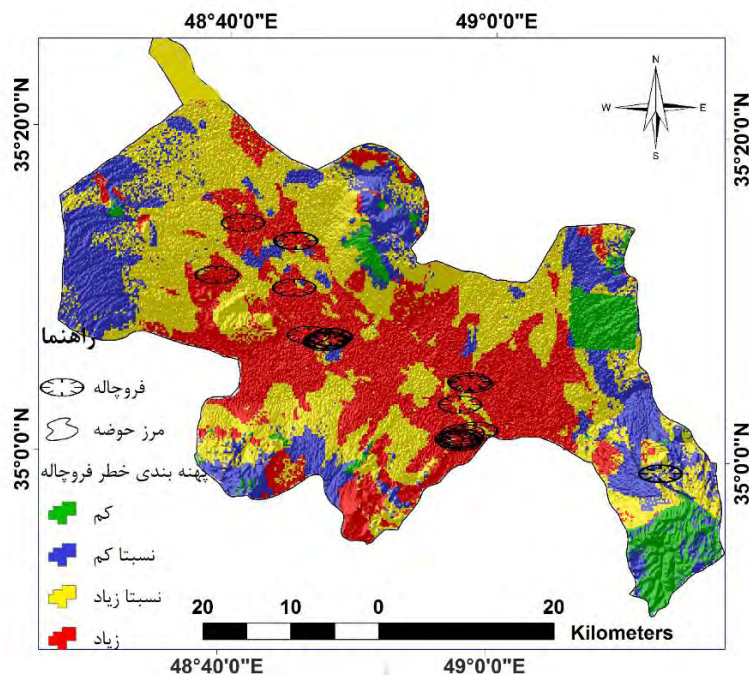 48°40'0"E 49°0'0"E
N
W E
S
35°20'0"N 35°20'0"N
راهنما
فروچاله
مرز حوضه
پهنه بندی خطر فروچاله
کم
نسبتا کم
نسبتا زیاد
زیاد
35°0'0"N 35°0'0"N
20 10 0 20
Kilometers
48°40'0"E 49°0'0"E